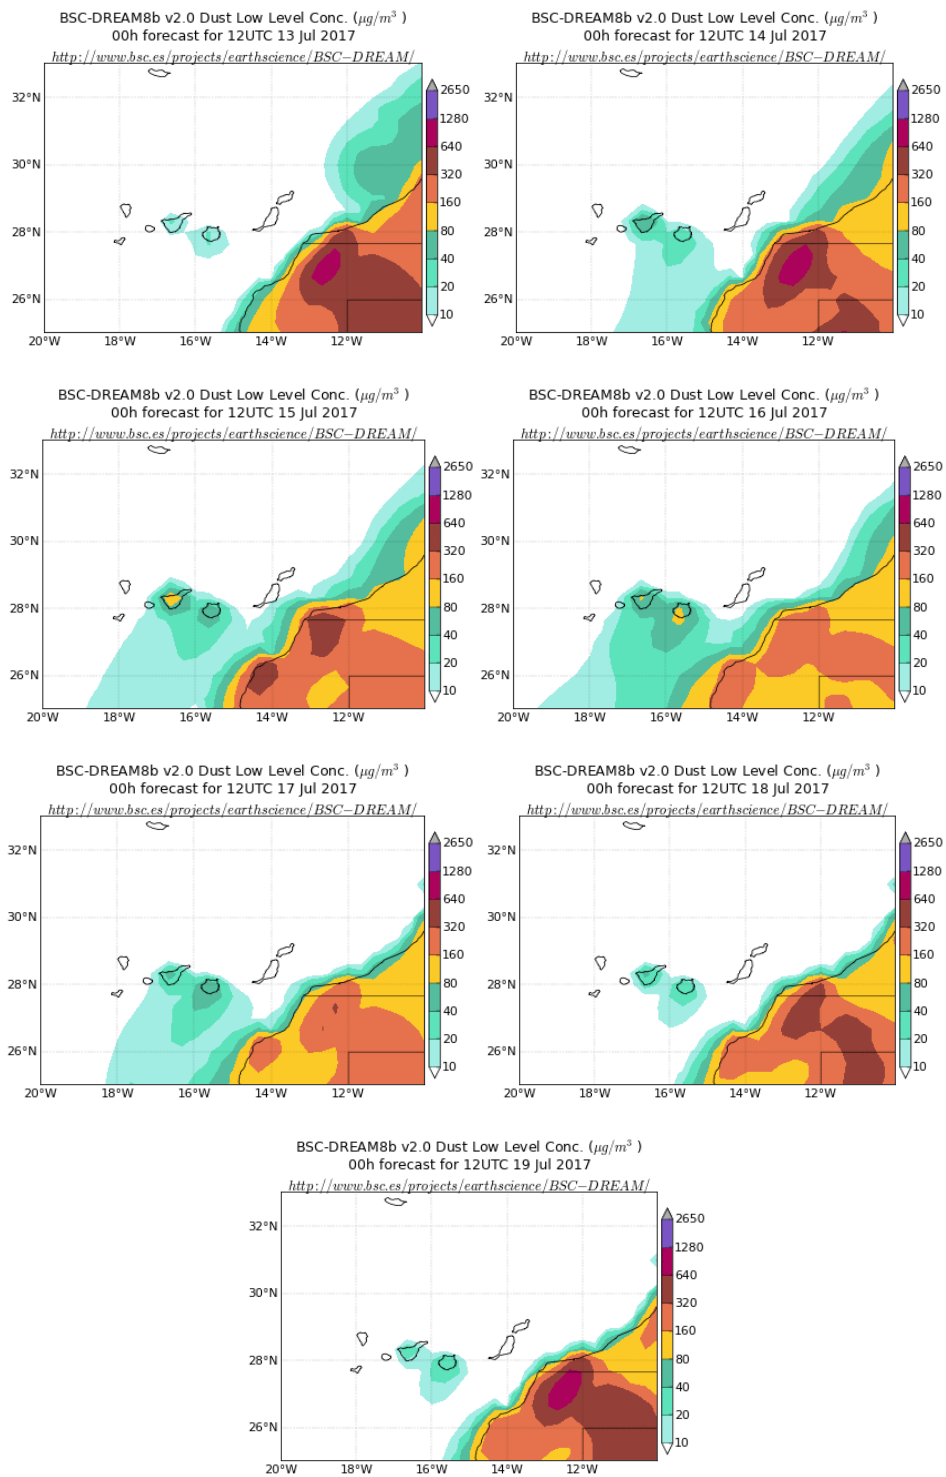 BSC-DREAM8b v2.0 Dust Low Level Conc. (μg/m³ )
00h forecast for 12UTC 13 Jul 2017
http://www.bsc.es/projects/earthscience/BSC−DREAM/
32°N
30°N
28°N
26°N
20°W 18°W 16°W 14°W 12°W
2650
1280
640
320
160
80
40
20
10
BSC-DREAM8b v2.0 Dust Low Level Conc. (μg/m³ )
00h forecast for 12UTC 14 Jul 2017
http://www.bsc.es/projects/earthscience/BSC−DREAM/
32°N
30°N
28°N
26°N
20°W 18°W 16°W 14°W 12°W
2650
1280
640
320
160
80
40
20
10
BSC-DREAM8b v2.0 Dust Low Level Conc. (μg/m³ )
00h forecast for 12UTC 15 Jul 2017
http://www.bsc.es/projects/earthscience/BSC−DREAM/
32°N
30°N
28°N
26°N
20°W 18°W 16°W 14°W 12°W
2650
1280
640
320
160
80
40
20
10
BSC-DREAM8b v2.0 Dust Low Level Conc. (μg/m³ )
00h forecast for 12UTC 16 Jul 2017
http://www.bsc.es/projects/earthscience/BSC−DREAM/
32°N
30°N
28°N
26°N
20°W 18°W 16°W 14°W 12°W
2650
1280
640
320
160
80
40
20
10
BSC-DREAM8b v2.0 Dust Low Level Conc. (μg/m³ )
00h forecast for 12UTC 17 Jul 2017
http://www.bsc.es/projects/earthscience/BSC−DREAM/
32°N
30°N
28°N
26°N
20°W 18°W 16°W 14°W 12°W
2650
1280
640
320
160
80
40
20
10
BSC-DREAM8b v2.0 Dust Low Level Conc. (μg/m³ )
00h forecast for 12UTC 18 Jul 2017
http://www.bsc.es/projects/earthscience/BSC−DREAM/
32°N
30°N
28°N
26°N
20°W 18°W 16°W 14°W 12°W
2650
1280
640
320
160
80
40
20
10
BSC-DREAM8b v2.0 Dust Low Level Conc. (μg/m³ )
00h forecast for 12UTC 19 Jul 2017
http://www.bsc.es/projects/earthscience/BSC−DREAM/
32°N
30°N
28°N
26°N
20°W 18°W 16°W 14°W 12°W
2650
1280
640
320
160
80
40
20
10